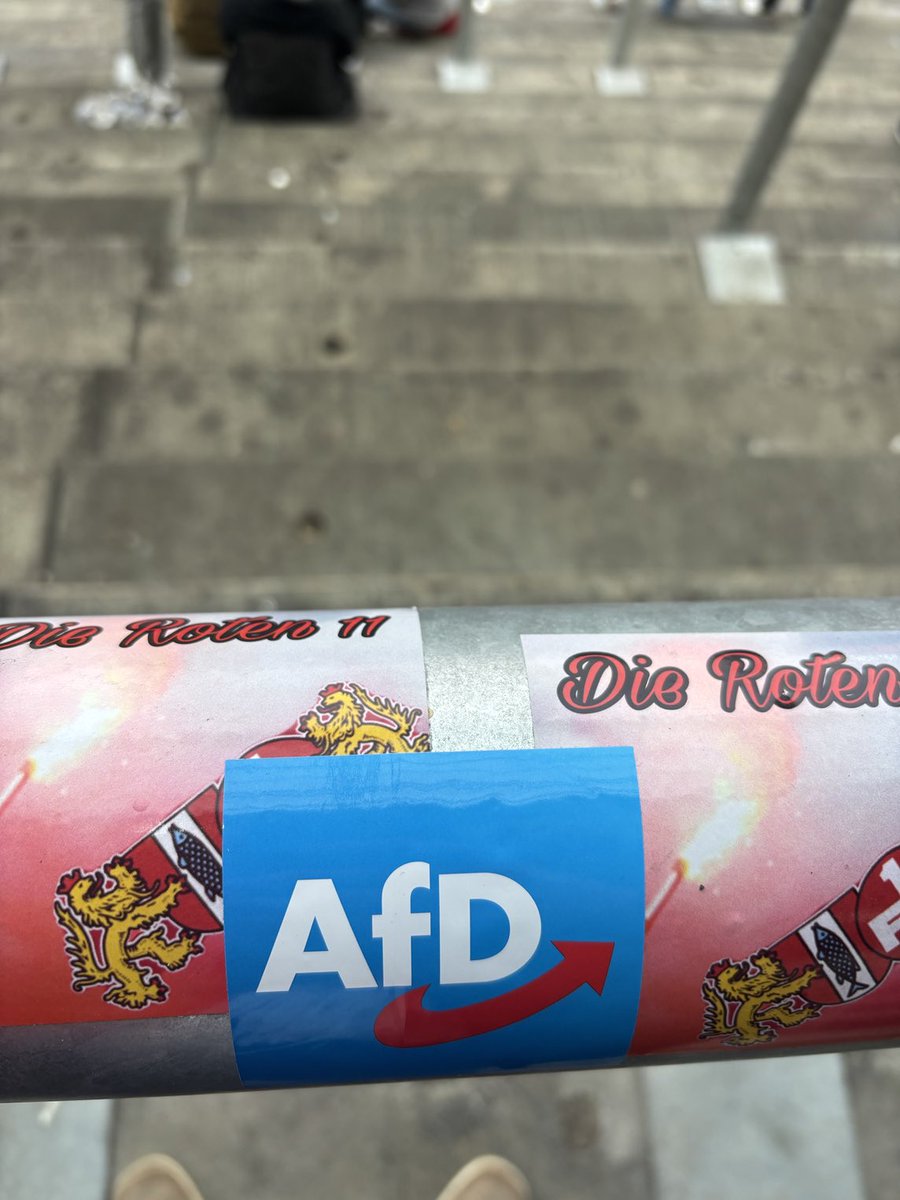 Die Roten 11
Die Roten
AfD